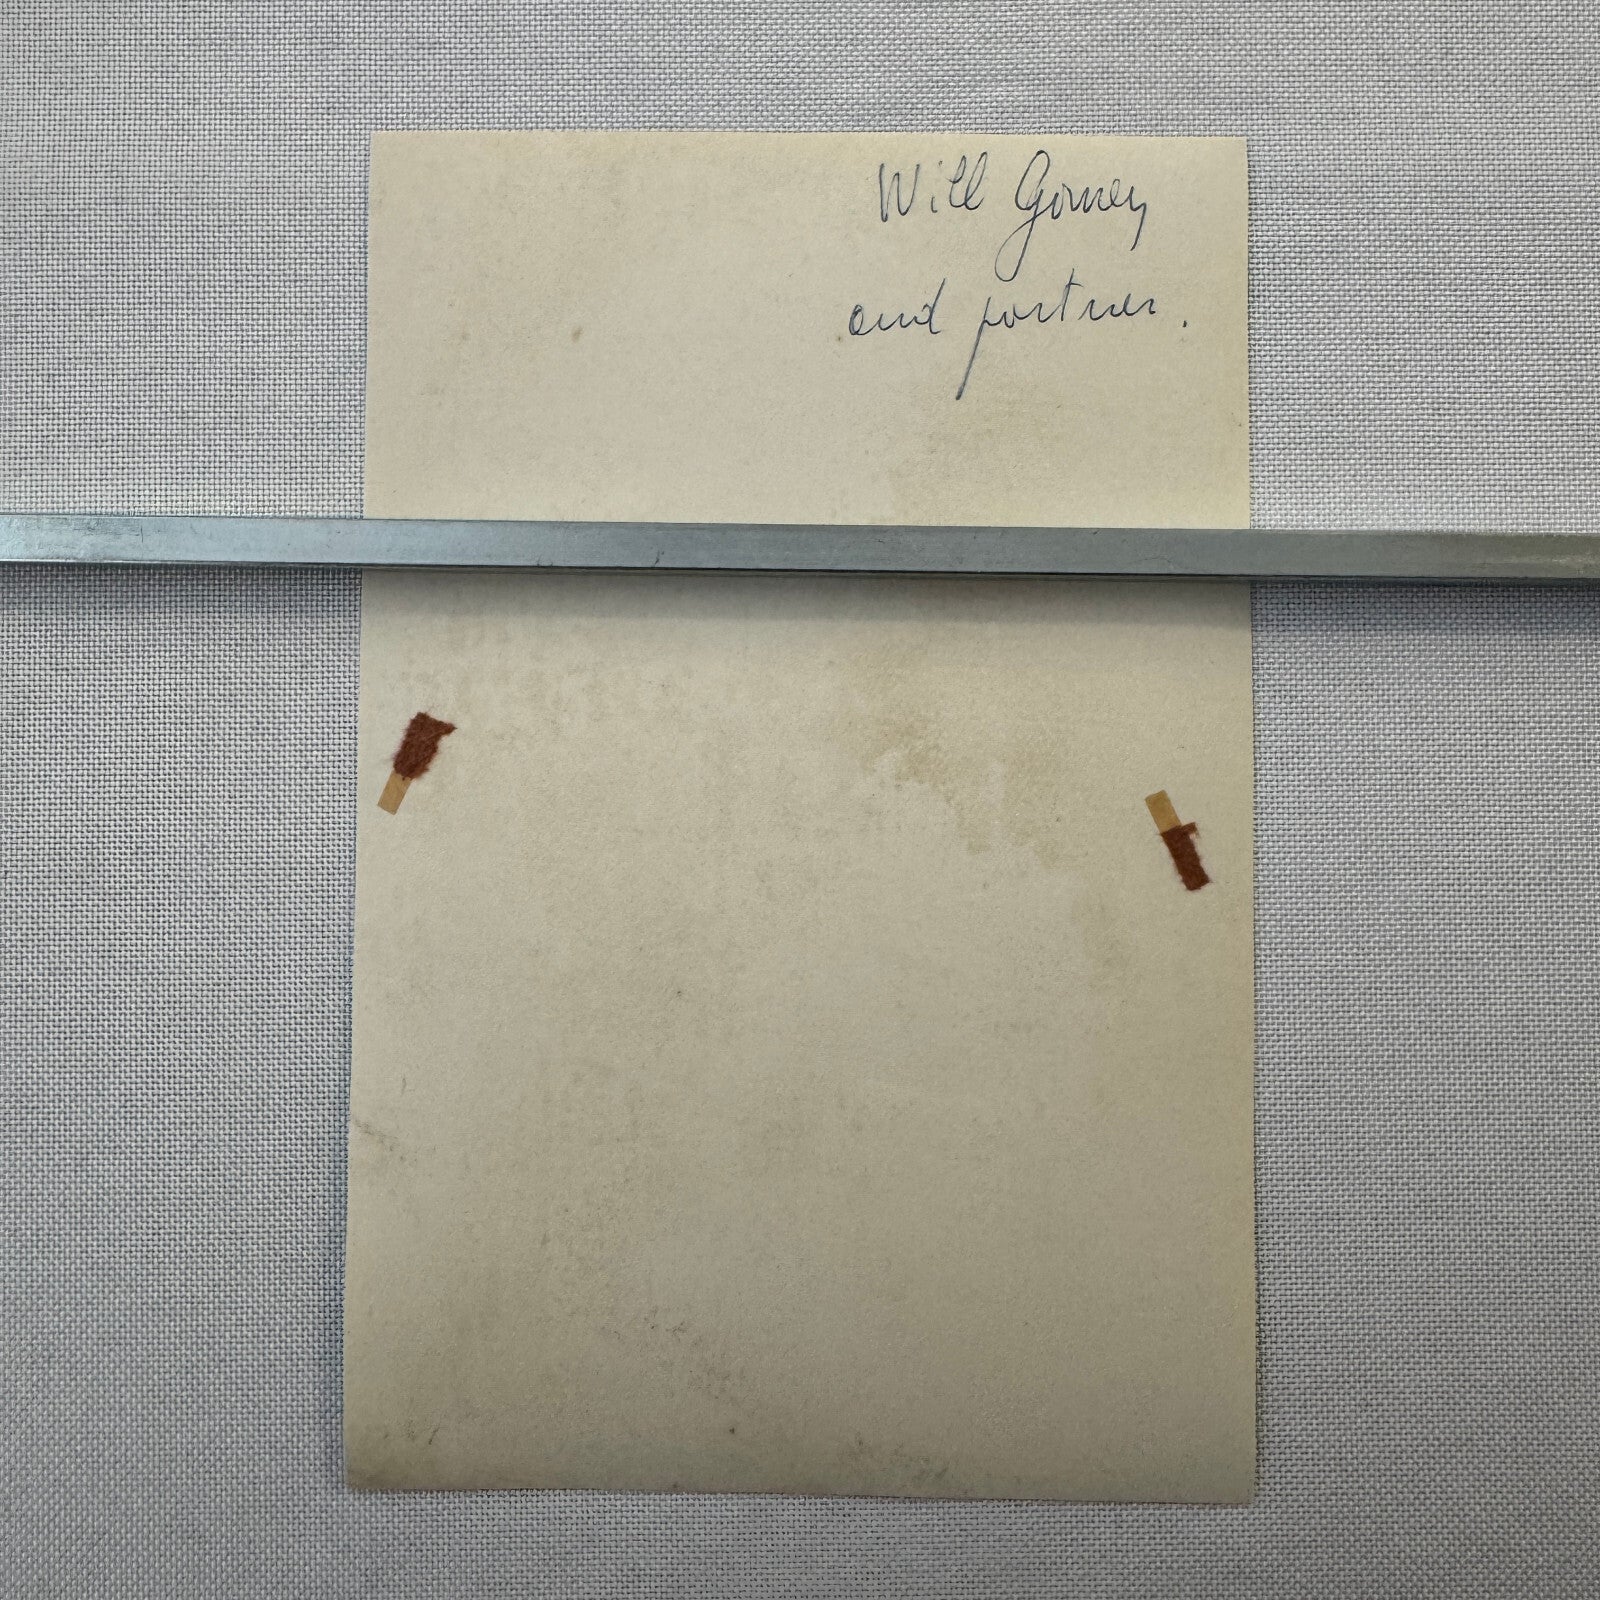 Will Gorney
and partner.